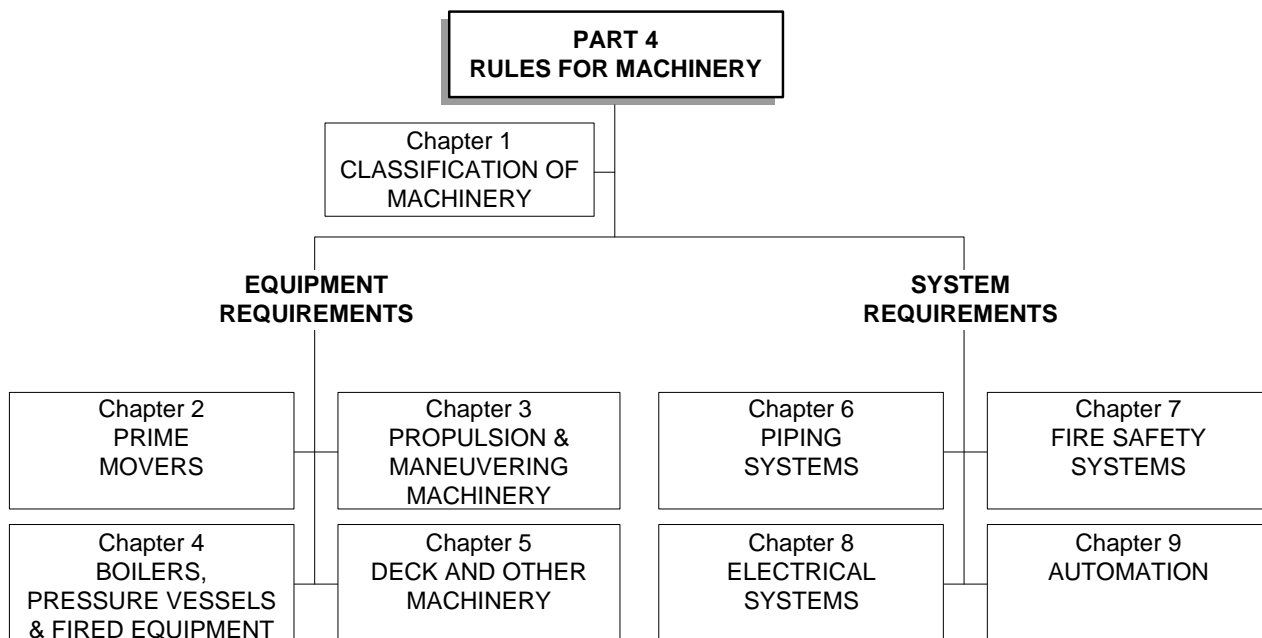 PART 4
RULES FOR MACHINERY
Chapter 1
CLASSIFICATION OF
MACHINERY
EQUIPMENT
REQUIREMENTS
SYSTEM
REQUIREMENTS
Chapter 2
PRIME
MOVERS
Chapter 3
PROPULSION &
MANEUVERING
MACHINERY
Chapter 6
PIPING
SYSTEMS
Chapter 7
FIRE SAFETY
SYSTEMS
Chapter 4
BOILERS,
PRESSURE VESSELS
& FIRED EQUIPMENT
Chapter 5
DECK AND OTHER
MACHINERY
Chapter 8
ELECTRICAL
SYSTEMS
Chapter 9
AUTOMATION